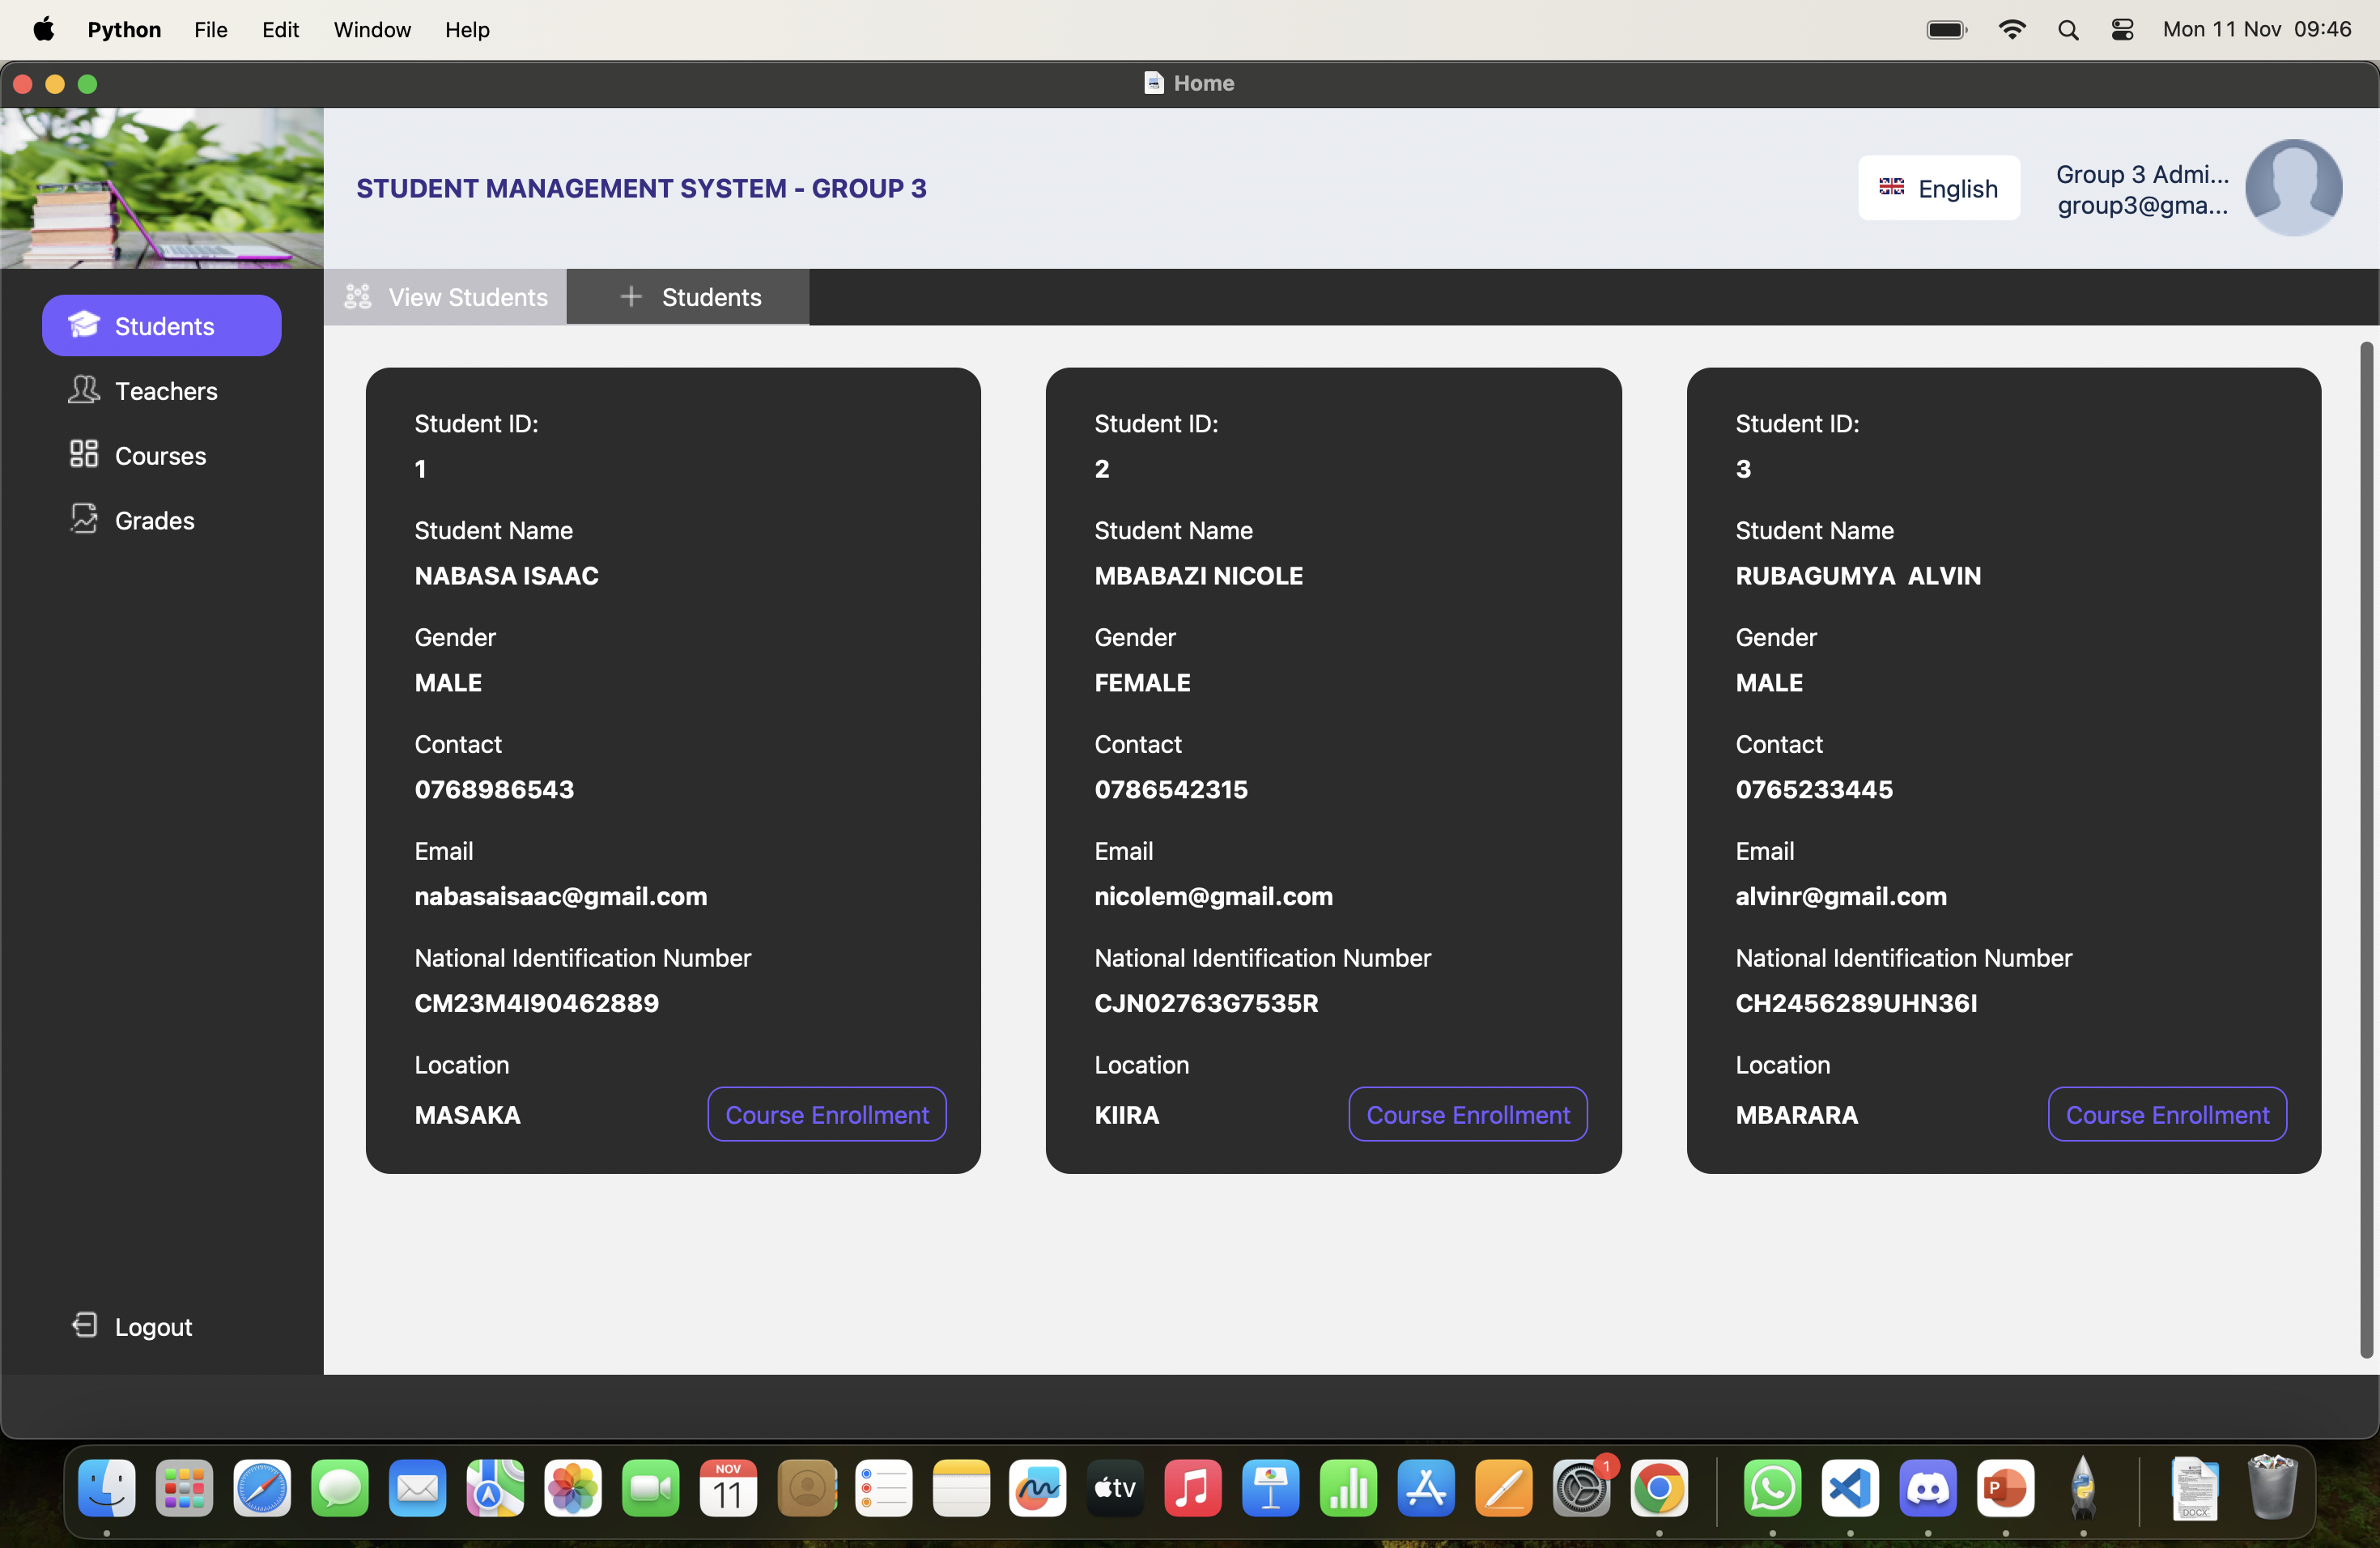 Python File Edit Window Help Mon 11 Nov 09:46
Home
STUDENT MANAGEMENT SYSTEM - GROUP 3
English
Group 3 Admi...
group3@gma...
View Students
Students
Students
Teachers
Courses
Grades
Logout
Student ID:
1
Student Name
NABASA ISAAC
Gender
MALE
Contact
0768986543
Email
nabasaisaac@gmail.com
National Identification Number
CM23M4I90462889
Location
MASAKA
Course Enrollment
Student ID:
2
Student Name
MBABAZI NICOLE
Gender
FEMALE
Contact
0786542315
Email
nicolem@gmail.com
National Identification Number
CJN02763G7535R
Location
KIIRA
Course Enrollment
Student ID:
3
Student Name
RUBAGUMYA  ALVIN
Gender
MALE
Contact
0765233445
Email
alvinr@gmail.com
National Identification Number
CH2456289UHN36I
Location
MBARARA
Course Enrollment
NOV
11
tv
1
P
DOCX